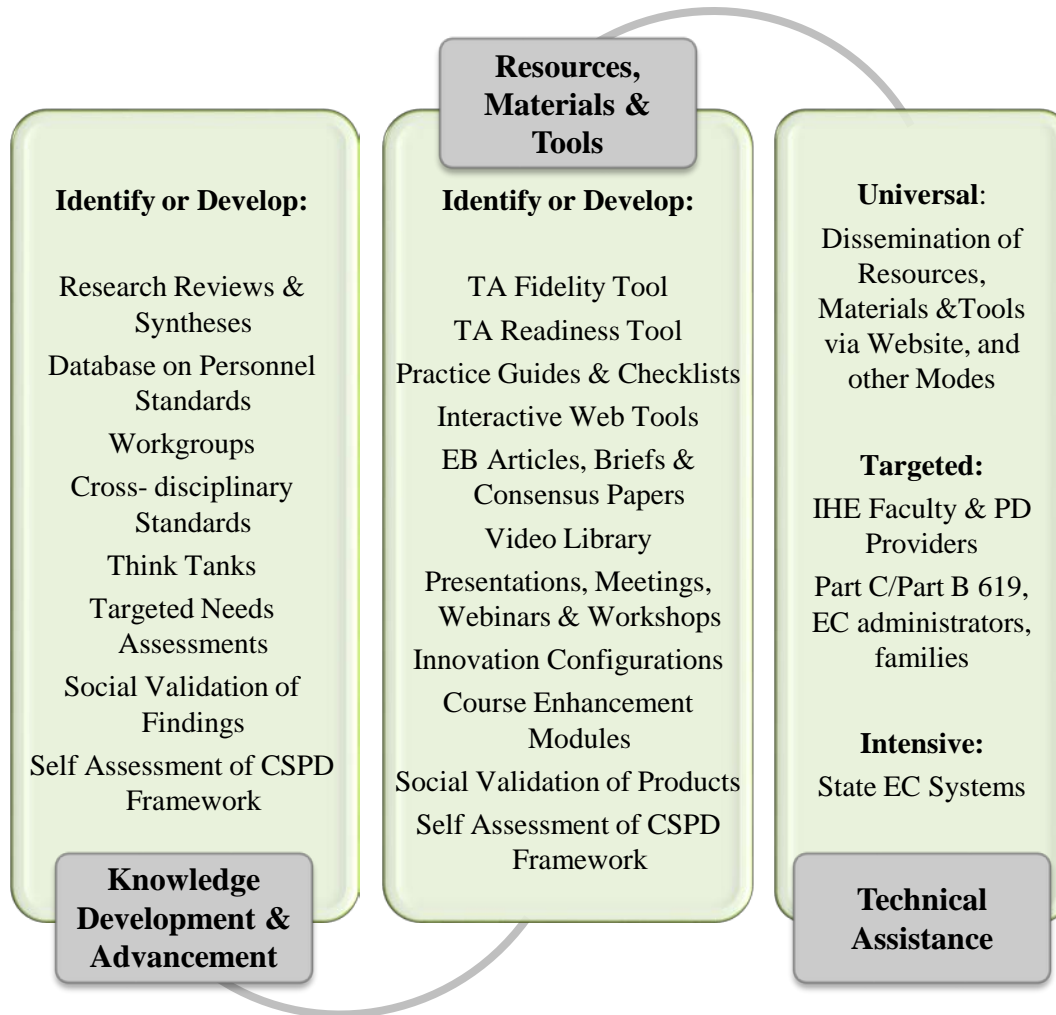 Identify or Develop:
Research Reviews &
Syntheses
Database on Personnel
Standards
Workgroups
Cross- disciplinary
Standards
Think Tanks
Targeted Needs
Assessments
Social Validation of
Findings
Self Assessment of CSPD
Framework
Knowledge
Development &
Advancement
Resources,
Materials &
Tools
Identify or Develop:
TA Fidelity Tool
TA Readiness Tool
Practice Guides & Checklists
Interactive Web Tools
EB Articles, Briefs &
Consensus Papers
Video Library
Presentations, Meetings,
Webinars & Workshops
Innovation Configurations
Course Enhancement
Modules
Social Validation of Products
Self Assessment of CSPD
Framework
Universal:
Dissemination of
Resources,
Materials &Tools
via Website, and
other Modes
Targeted:
IHE Faculty & PD
Providers
Part C/Part B 619,
EC administrators,
families
Intensive:
State EC Systems
Technical
Assistance